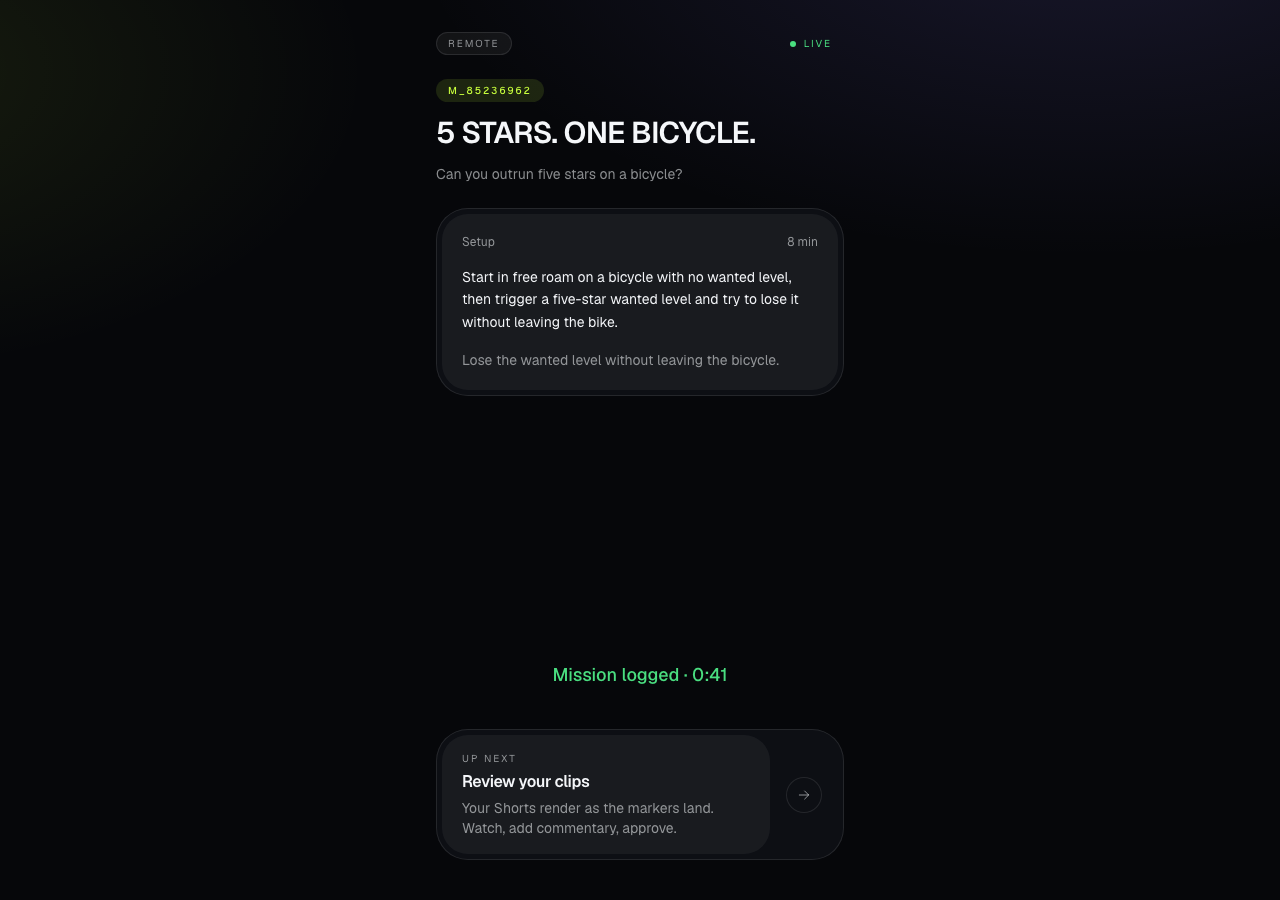 REMOTE
LIVE
M_85236962
5 STARS. ONE BICYCLE.
Can you outrun five stars on a bicycle?
Setup
8 min
Start in free roam on a bicycle with no wanted level,
then trigger a five-star wanted level and try to lose it
without leaving the bike.
Lose the wanted level without leaving the bicycle.
Mission logged · 0:41
UP NEXT
Review your clips
Your Shorts render as the markers land.
Watch, add commentary, approve.